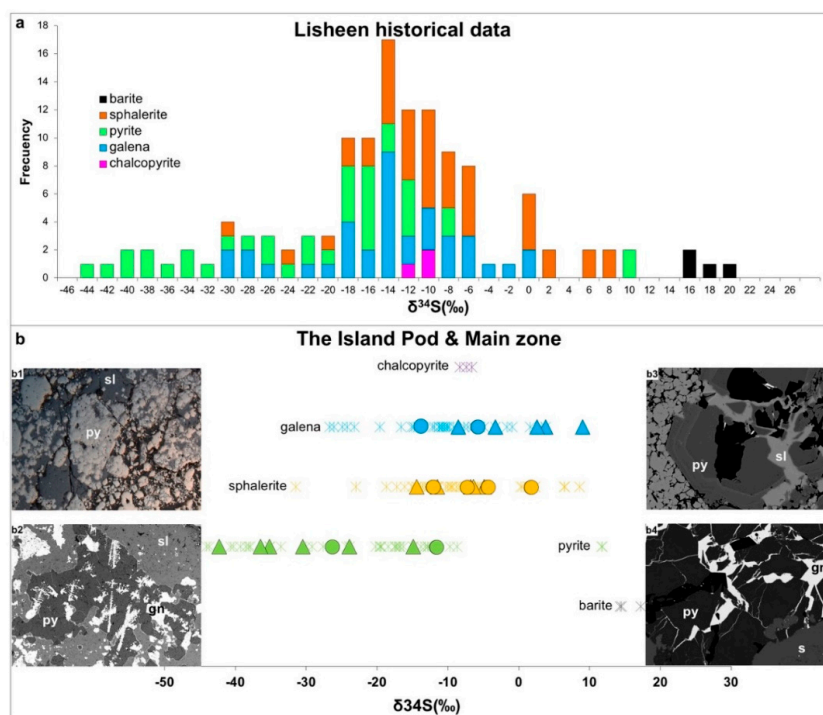 a
Lisheen historical data
Frecuency
18
16
14
12
10
8
6
4
2
0
barite
sphalerite
pyrite
galena
chalcopyrite
-46 -44 -42 -40 -38 -36 -34 -32 -30 -28 -26 -24 -22 -20 -18 -16 -14 -12 -10 -8 -6 -4 -2 0 2 4 6 8 10 12 14 16 18 20 22 24 26
δ³⁴S(‰)
b
The Island Pod & Main zone
b1
sl
py
chalcopyrite
galena
sphalerite
pyrite
barite
b3
py
sl
b2
sl
gn
py
b4
gn
py
s
-50 -40 -30 -20 -10 0 10 20 30
δ34S(‰)